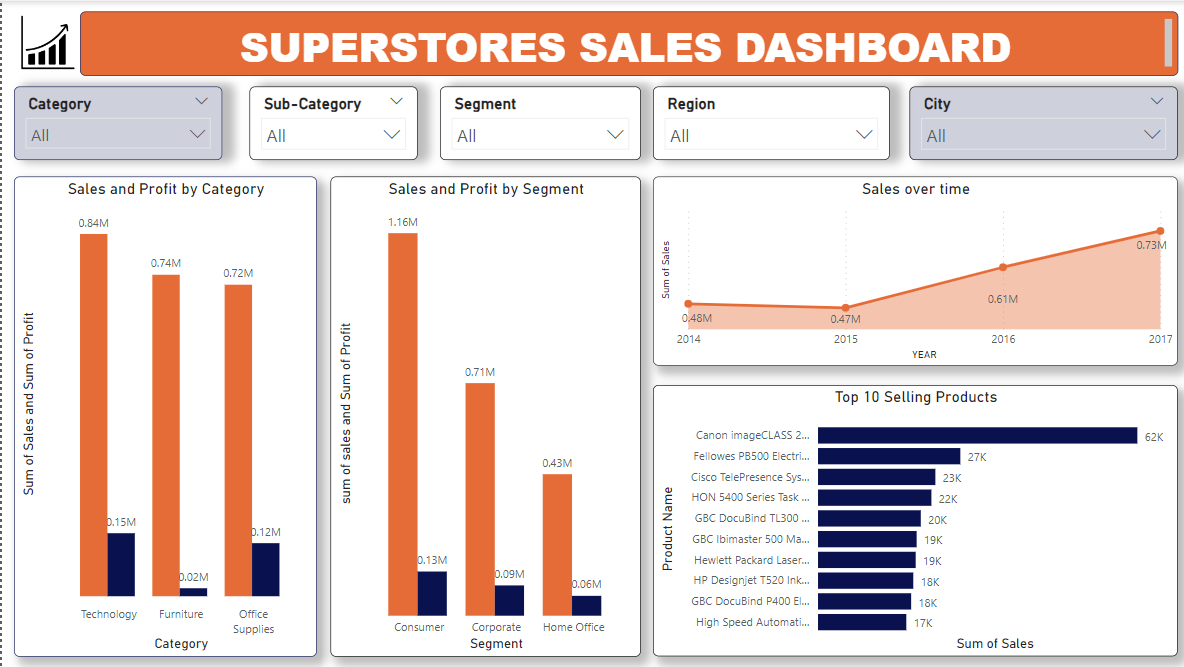 SUPERSTORES SALES DASHBOARD
Category
All
Sub-Category
All
Segment
All
Region
All
City
All
Sales and Profit by Category
Sum of Sales and Sum of Profit
0.84M
0.74M
0.72M
0.15M
0.02M
0.12M
Technology
Furniture
Office
Supplies
Category
Sales and Profit by Segment
sum of sales and Sum of Profit
1.16M
0.71M
0.43M
0.13M
0.09M
0.06M
Consumer
Corporate
Home Office
Segment
Sales over time
Sum of Sales
0.48M
0.47M
0.61M
0.73M
2014
2015
2016
2017
YEAR
Top 10 Selling Products
Product Name
Canon imageCLASS 2... 62K
Fellowes PB500 Electri... 27K
Cisco TelePresence Sys... 23K
HON 5400 Series Task ... 22K
GBC DocuBind TL300 ... 20K
GBC Ibimaster 500 Ma... 19K
Hewlett Packard Laser... 19K
HP Designjet T520 Ink... 18K
GBC DocuBind P400 El... 18K
High Speed Automati... 17K
Sum of Sales